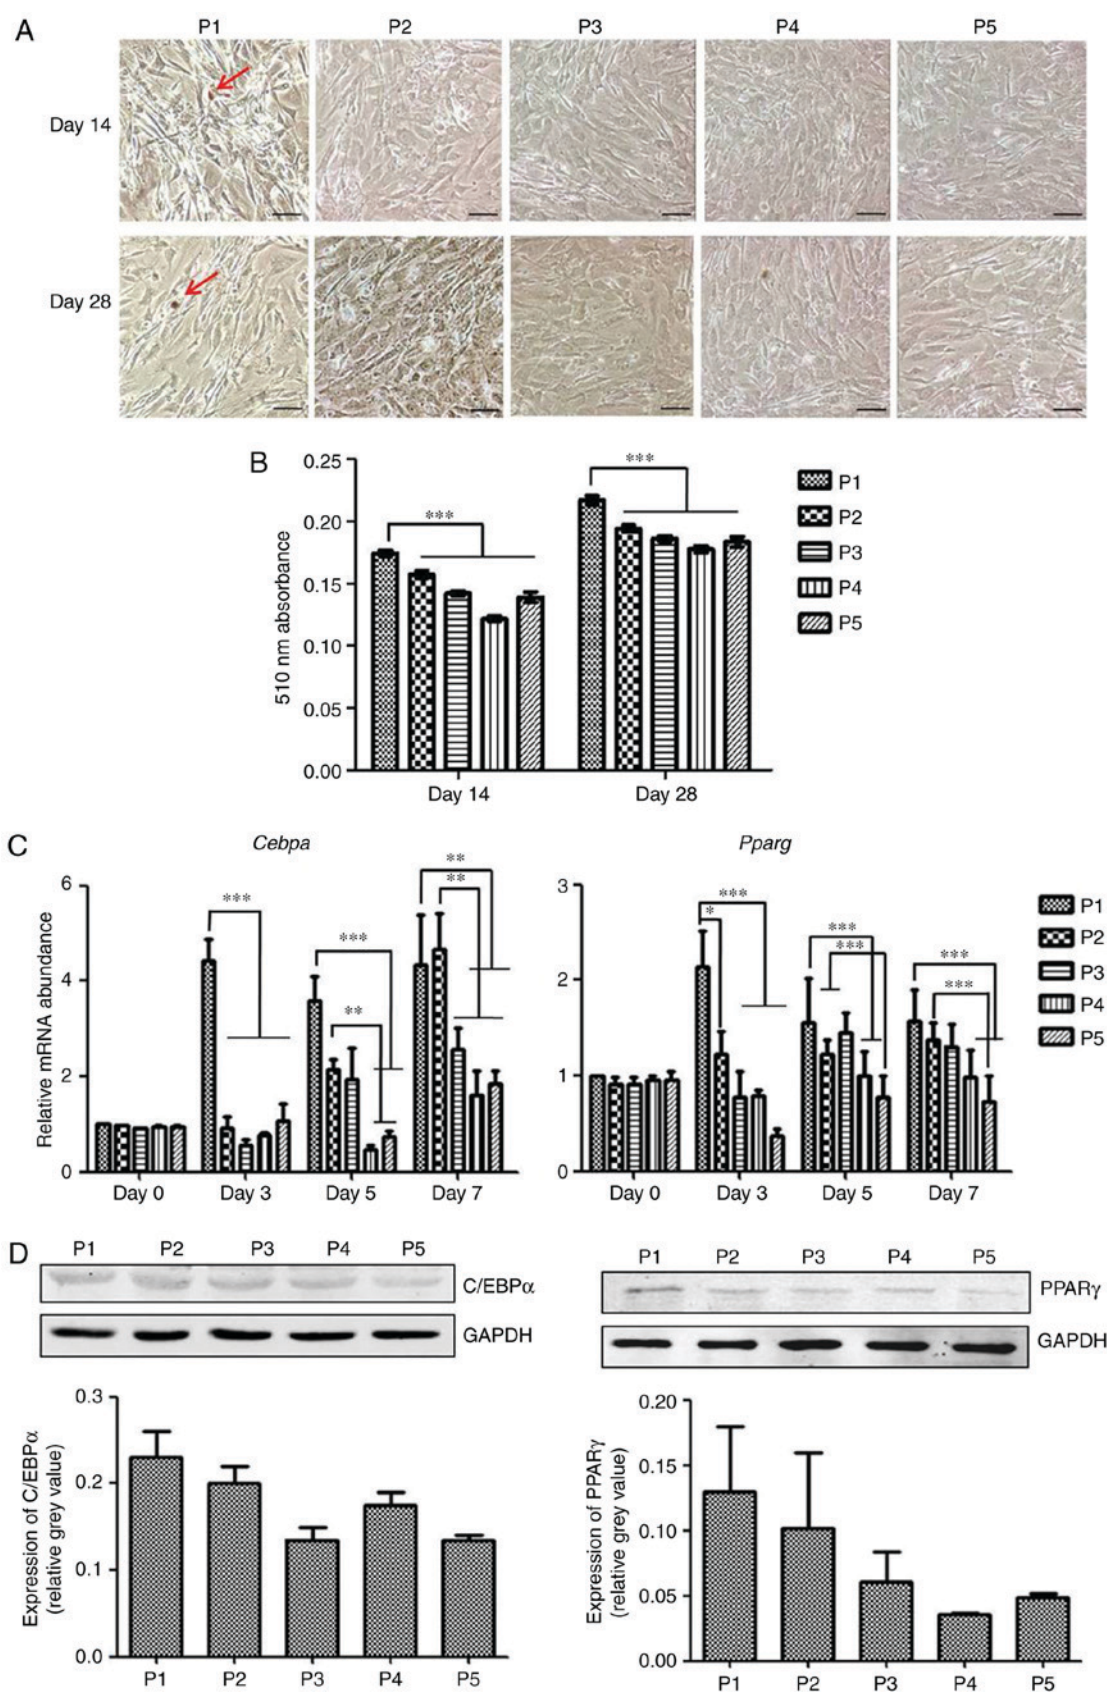 A P1 P2 P3 P4 P5
Day 14
Day 28
B
510 nm absorbance
0.25
0.20
0.15
0.10
0.05
0.00
***
***
Day 14 Day 28
P1
P2
P3
P4
P5
C
Cebpa
Relative mRNA abundance
6
4
2
0
***
***
**
**
**
Day 0 Day 3 Day 5 Day 7
Pparg
3
2
1
0
***
*
***
***
***
***
Day 0 Day 3 Day 5 Day 7
P1
P2
P3
P4
P5
D P1 P2 P3 P4 P5
C/EBPα
GAPDH
P1 P2 P3 P4 P5
PPARγ
GAPDH
Expression of C/EBPα
(relative grey value)
0.3
0.2
0.1
0.0
P1 P2 P3 P4 P5
Expression of PPARγ
(relative grey value)
0.20
0.15
0.10
0.05
0.00
P1 P2 P3 P4 P5